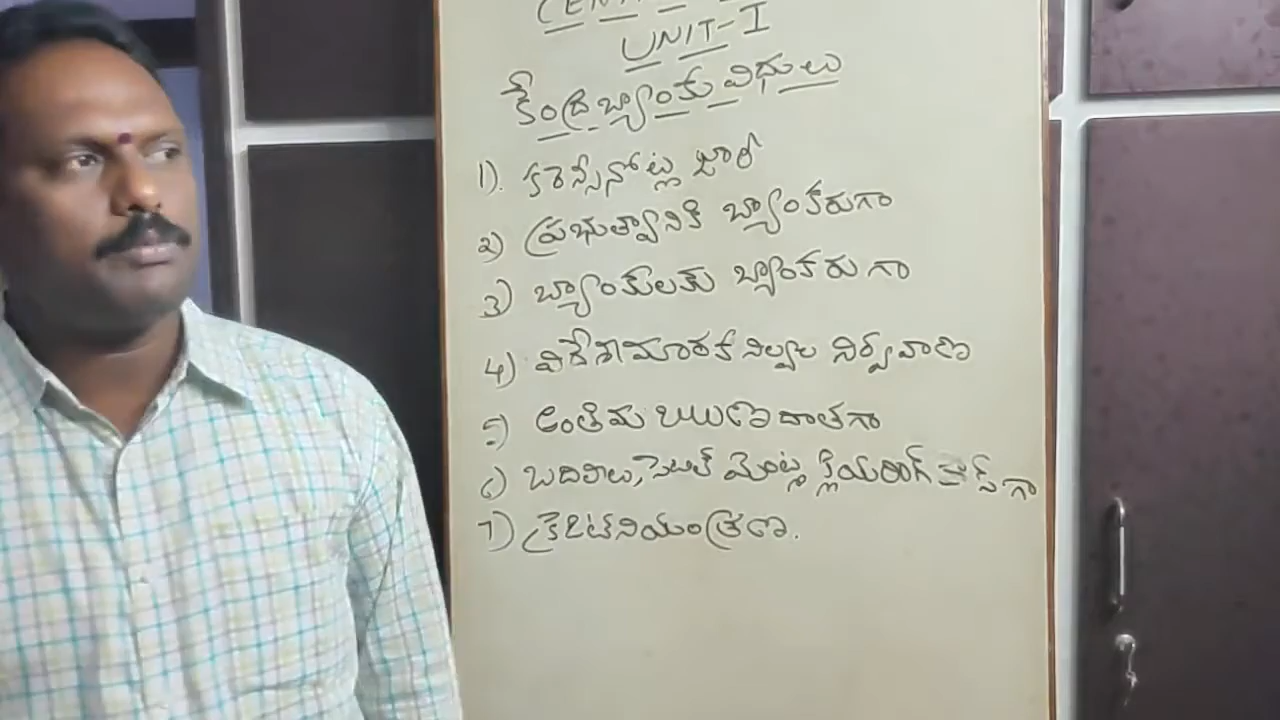 UNIT-I
కేంద్రబ్యాంకు విధులు
1). కరెన్సీనోట్ల జారీ
2) ప్రభుత్వానికి బ్యాంకరుగా
3) బ్యాంకులకు బ్యాంకరుగా
4) విదేశీమారక నిల్వల నిర్వహణ
5) అంతిమ ఋణదాతగా
6) బదిలీలు, సెటిల్ మెంట్ల క్లియరింగ్ హౌస్ గా
7) క్రెడిట్ నియంత్రణ.